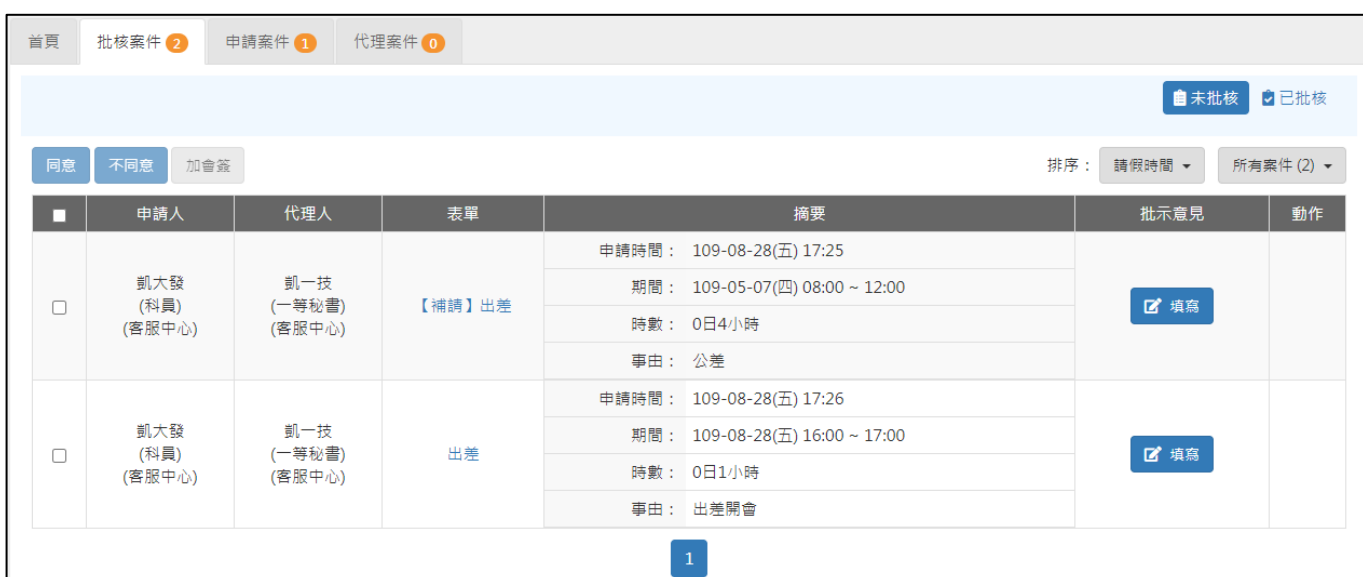 首頁 批核案件 2 申請案件 1 代理案件 0
未批核 已批核
同意 不同意 加會簽 排序： 請假時間 所有案件 (2)
申請人 代理人 表單 摘要 批示意見 動作
凱大發
(科員)
(客服中心)
凱一技
(一等秘書)
(客服中心)
【補請】出差
申請時間： 109-08-28(五) 17:25
期間： 109-05-07(四) 08:00 ~ 12:00
時數： 0日4小時
事由： 公差
填寫
凱大發
(科員)
(客服中心)
凱一技
(一等秘書)
(客服中心)
出差
申請時間： 109-08-28(五) 17:26
期間： 109-08-28(五) 16:00 ~ 17:00
時數： 0日1小時
事由： 出差開會
填寫
1